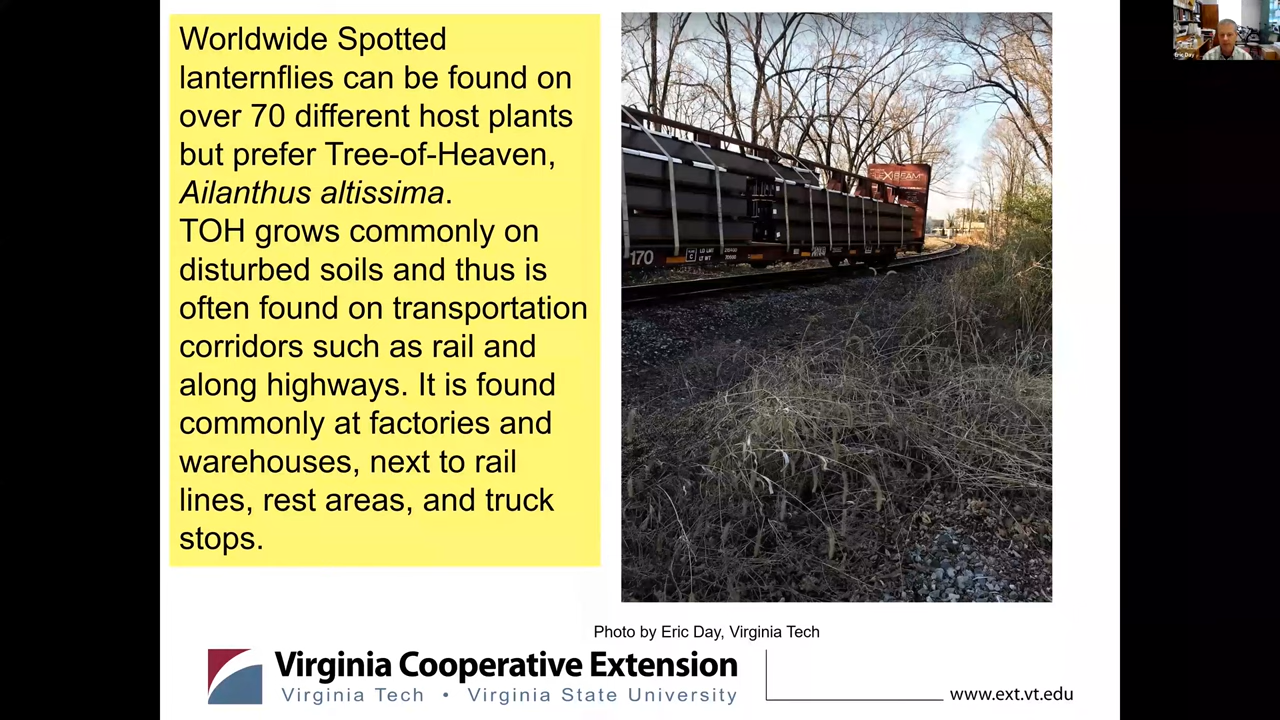 Worldwide Spotted
lanternflies can be found on
over 70 different host plants
but prefer Tree-of-Heaven,
Ailanthus altissima.
TOH grows commonly on
disturbed soils and thus is
often found on transportation
corridors such as rail and
along highways. It is found
commonly at factories and
warehouses, next to rail
lines, rest areas, and truck
stops.
170
Photo by Eric Day, Virginia Tech
Virginia Cooperative Extension
Virginia Tech • Virginia State University
www.ext.vt.edu
Eric Day